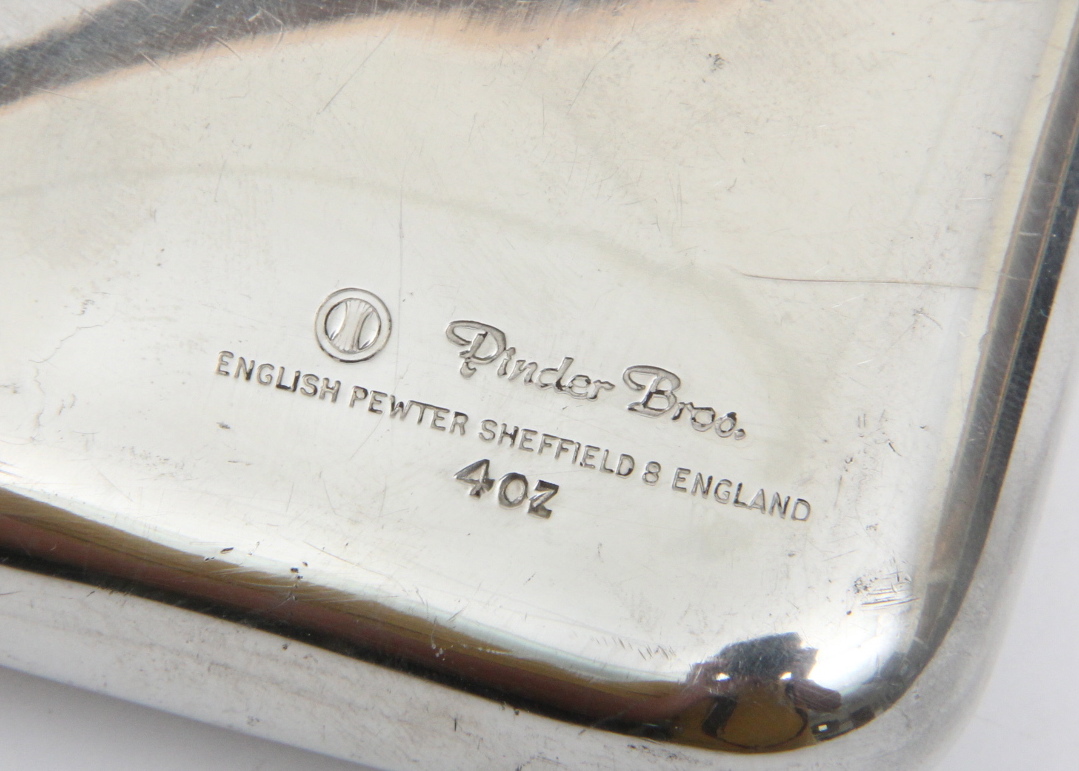 Pinder Bros.
ENGLISH PEWTER SHEFFIELD 8 ENGLAND
4oz